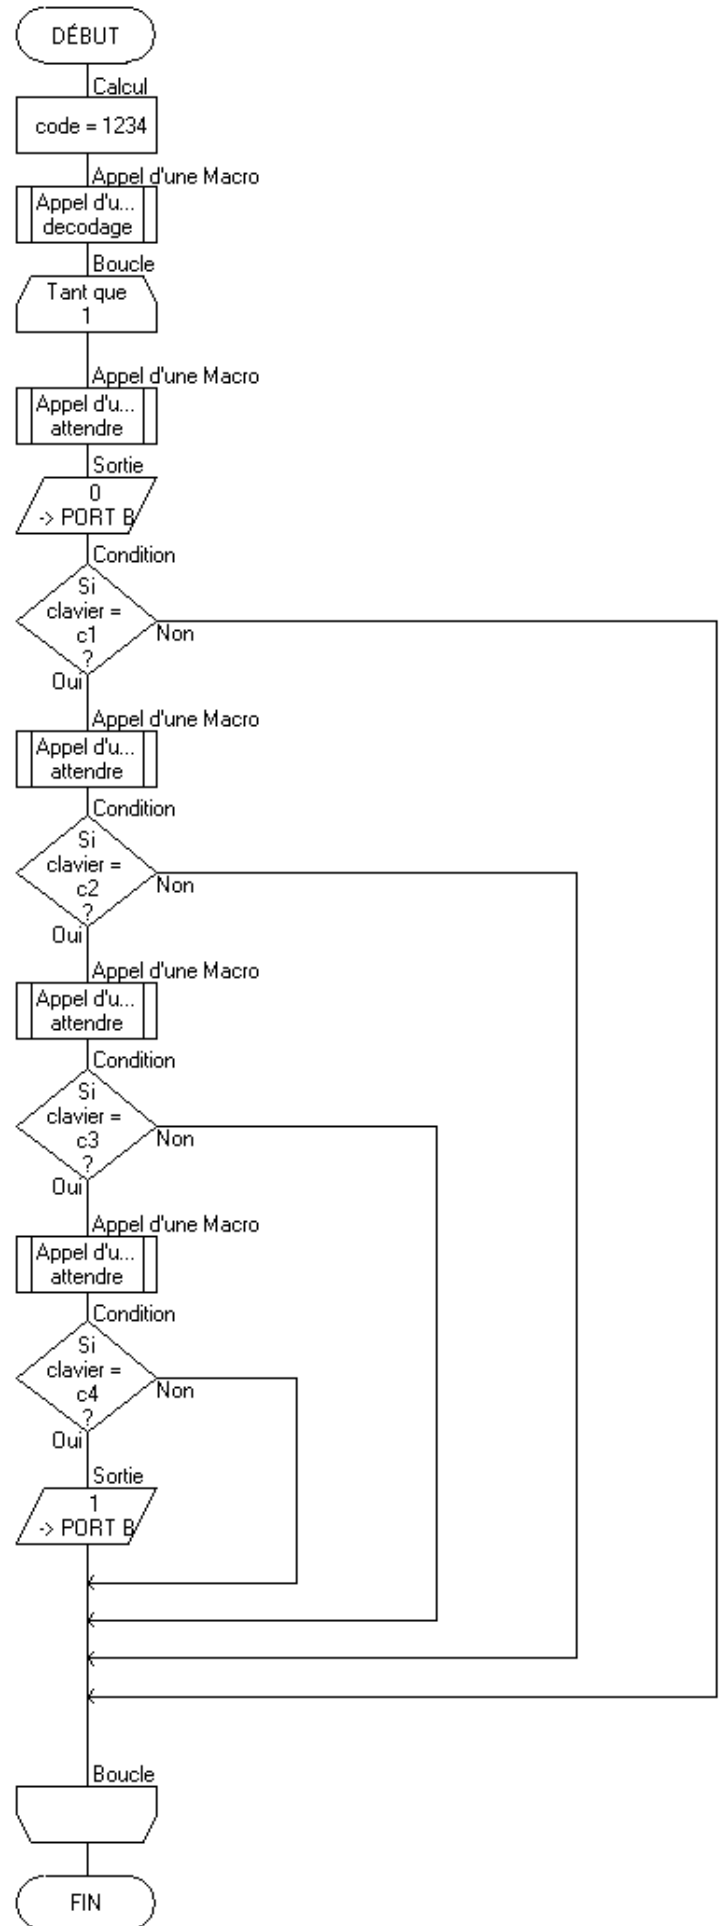 DÉBUT
Calcul
code = 1234
Appel d'une Macro
Appel d'u...
decodage
Boucle
Tant que
1
Appel d'une Macro
Appel d'u...
attendre
Sortie
0
-> PORT B
Condition
Si
clavier =
c1
?
Non
Oui
Appel d'une Macro
Appel d'u...
attendre
Condition
Si
clavier =
c2
?
Non
Oui
Appel d'une Macro
Appel d'u...
attendre
Condition
Si
clavier =
c3
?
Non
Oui
Appel d'une Macro
Appel d'u...
attendre
Condition
Si
clavier =
c4
?
Non
Oui
Sortie
1
-> PORT B
Boucle
FIN